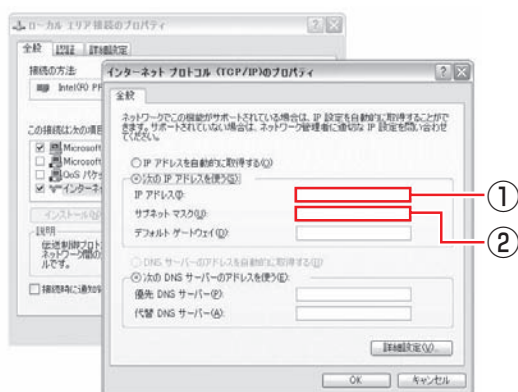 ローカル エリア接続のプロパティ
全般 認証 詳細設定
接続の方法:
Intel(R) PR
この接続は次の項目
Microsoft
Microsoft
QoS パケッ
インターネ
インストール(N)
説明
伝送制御プロト
ネットワーク間の
ルです。
接続時に通知
インターネット プロトコル (TCP/IP)のプロパティ
全般
ネットワークでこの機能がサポートされている場合は、IP 設定を自動的に取得することがで
きます。サポートされていない場合は、ネットワーク管理者に適切な IP 設定を問い合わせ
てください。
IP アドレスを自動的に取得する(O)
次の IP アドレスを使う(S):
IP アドレス(I):
①
サブネット マスク(U):
②
デフォルト ゲートウェイ(D):
DNS サーバーのアドレスを自動的に取得する(B)
次の DNS サーバーのアドレスを使う(E):
優先 DNS サーバー(P):
代替 DNS サーバー(A):
詳細設定(V)...
OK キャンセル